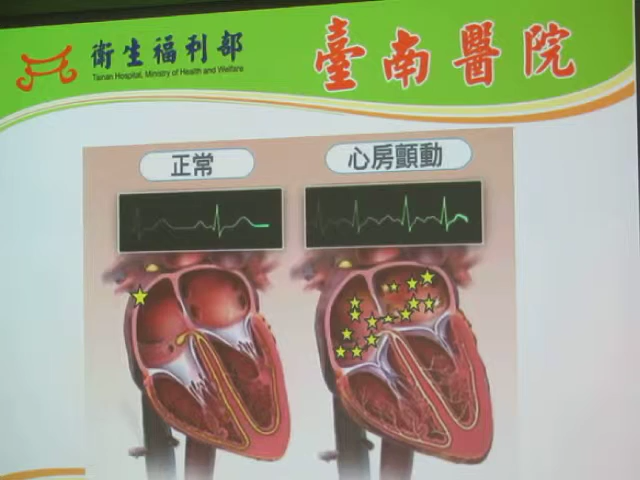 衛生福利部
Tainan Hospital, Ministry of Health and Welfare
臺南醫院
正常
心房顫動